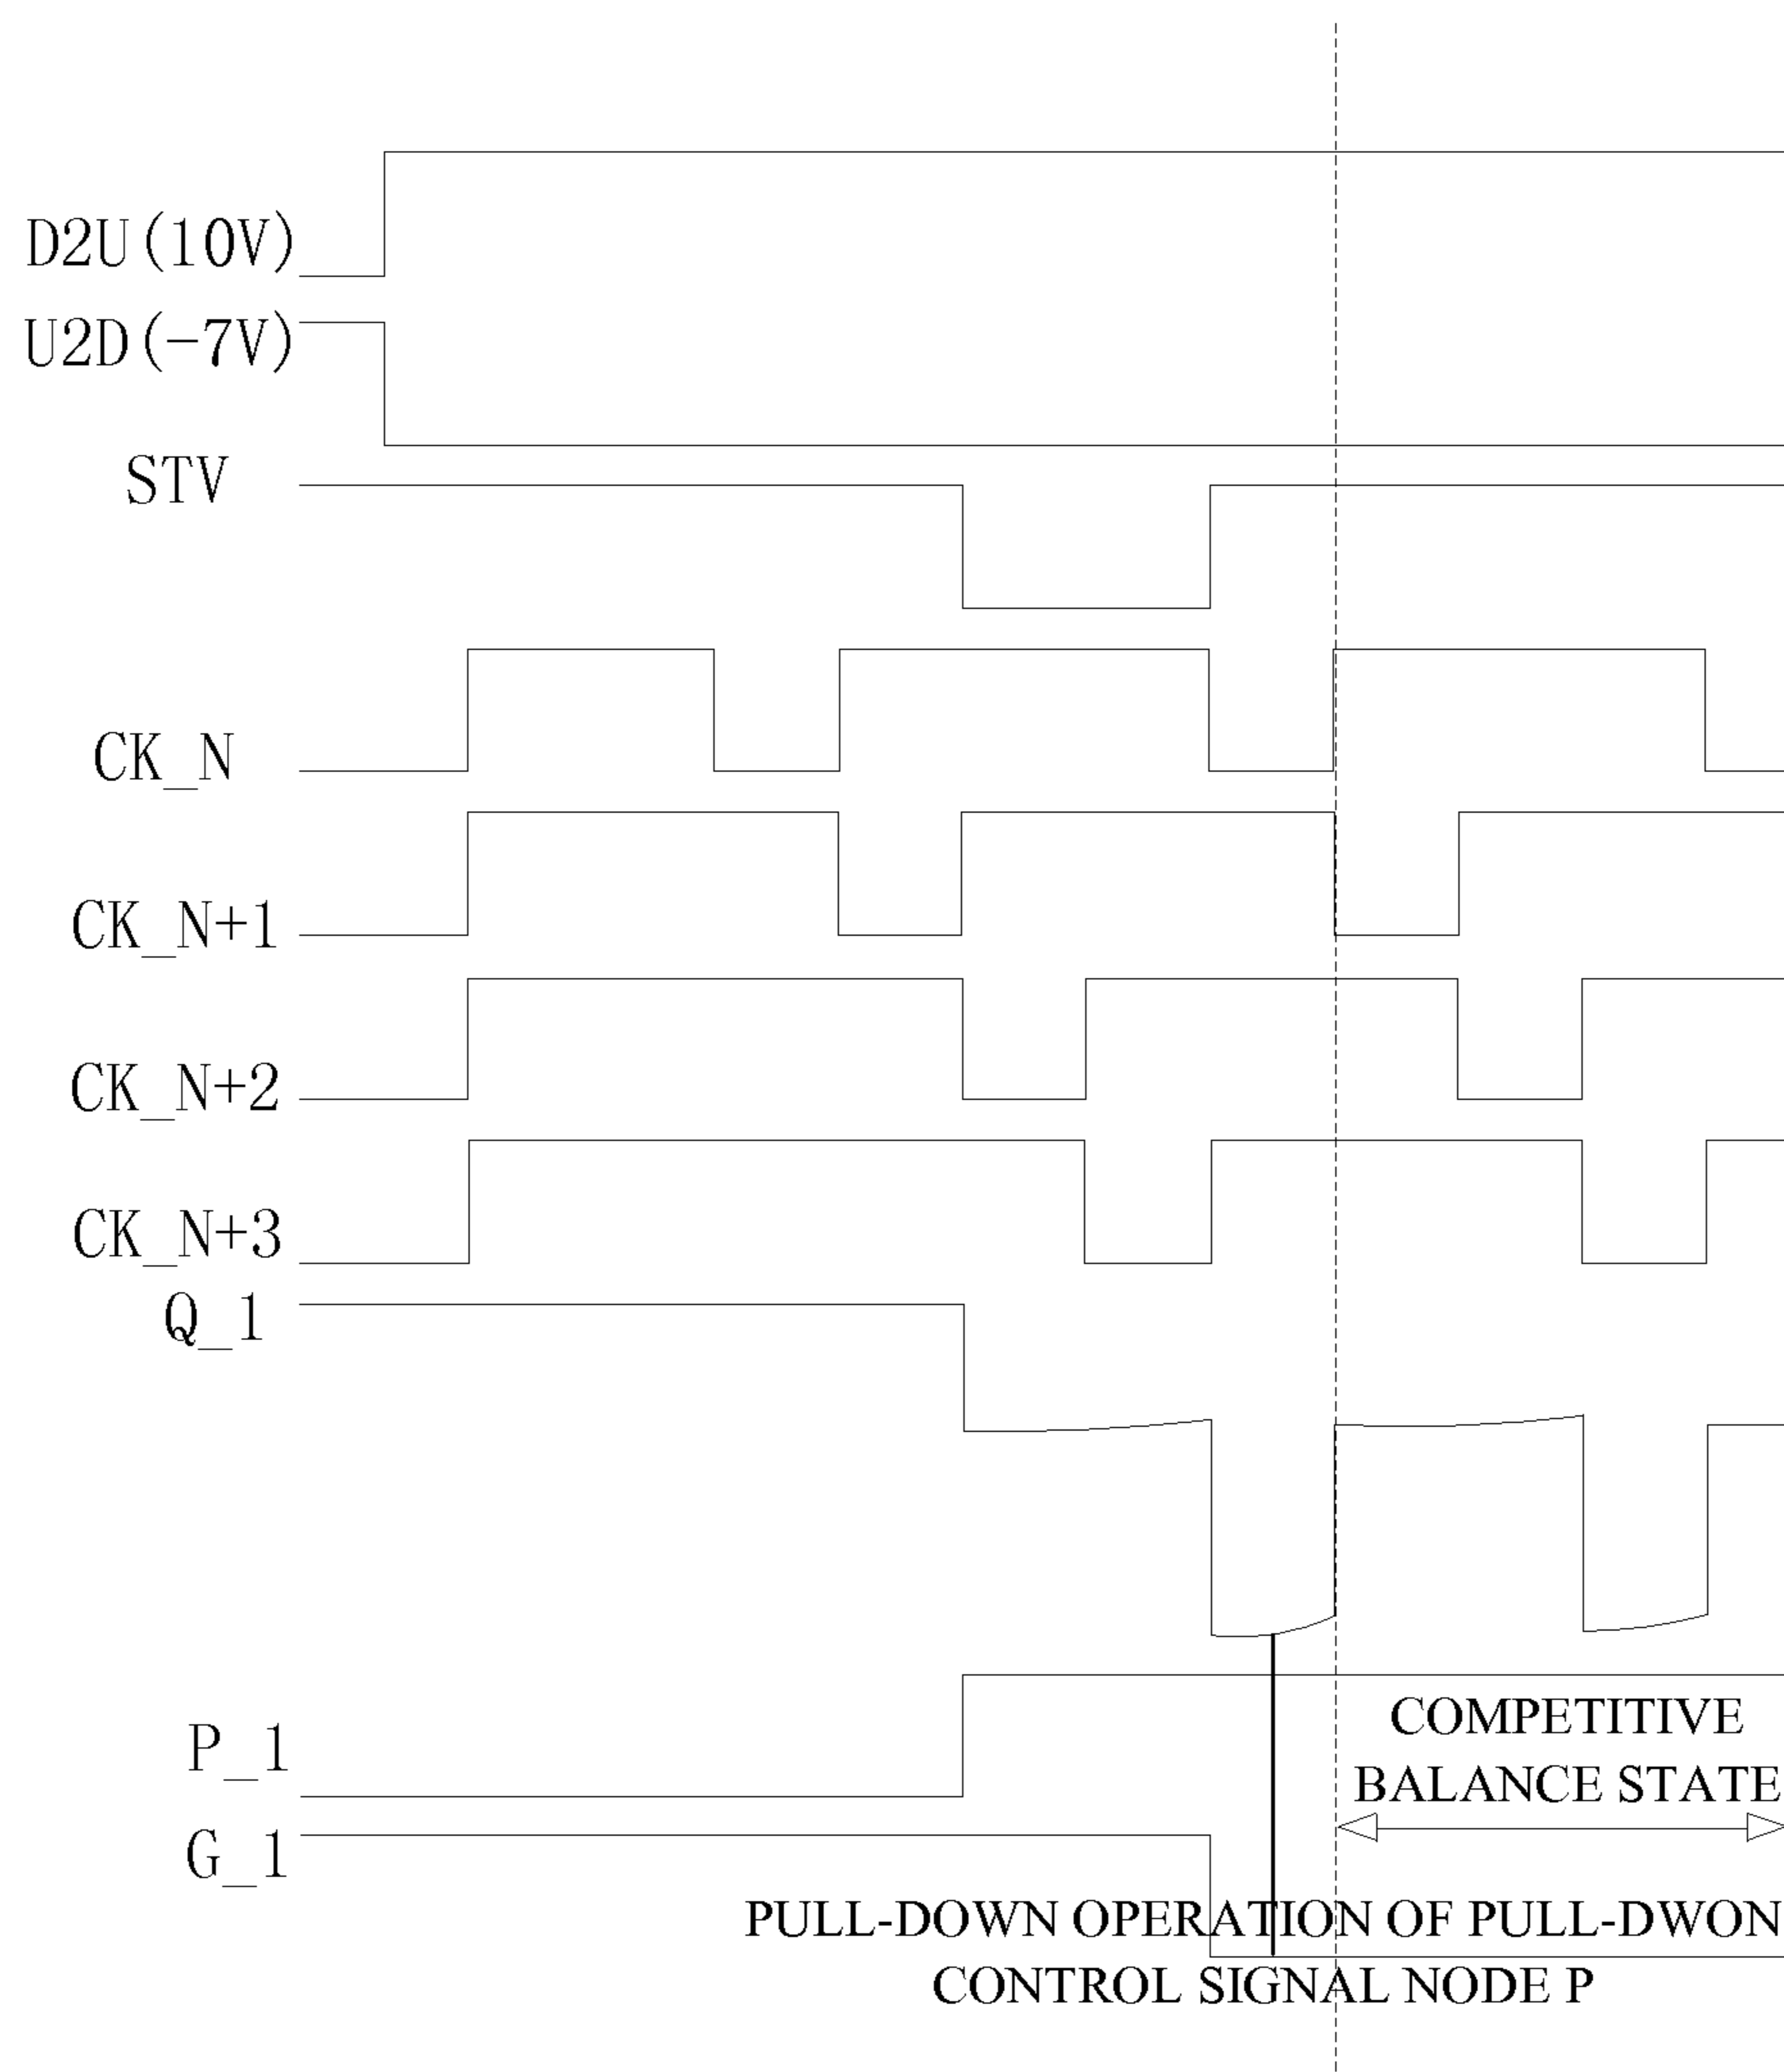 D2U(10V)
U2D(-7V)
STV
CK_N
CK_N+1
CK_N+2
CK_N+3
Q_1
P_1
COMPETITIVE
BALANCE STATE
G_1
PULL-DOWN OPERATION OF PULL-DWON
CONTROL SIGNAL NODE P